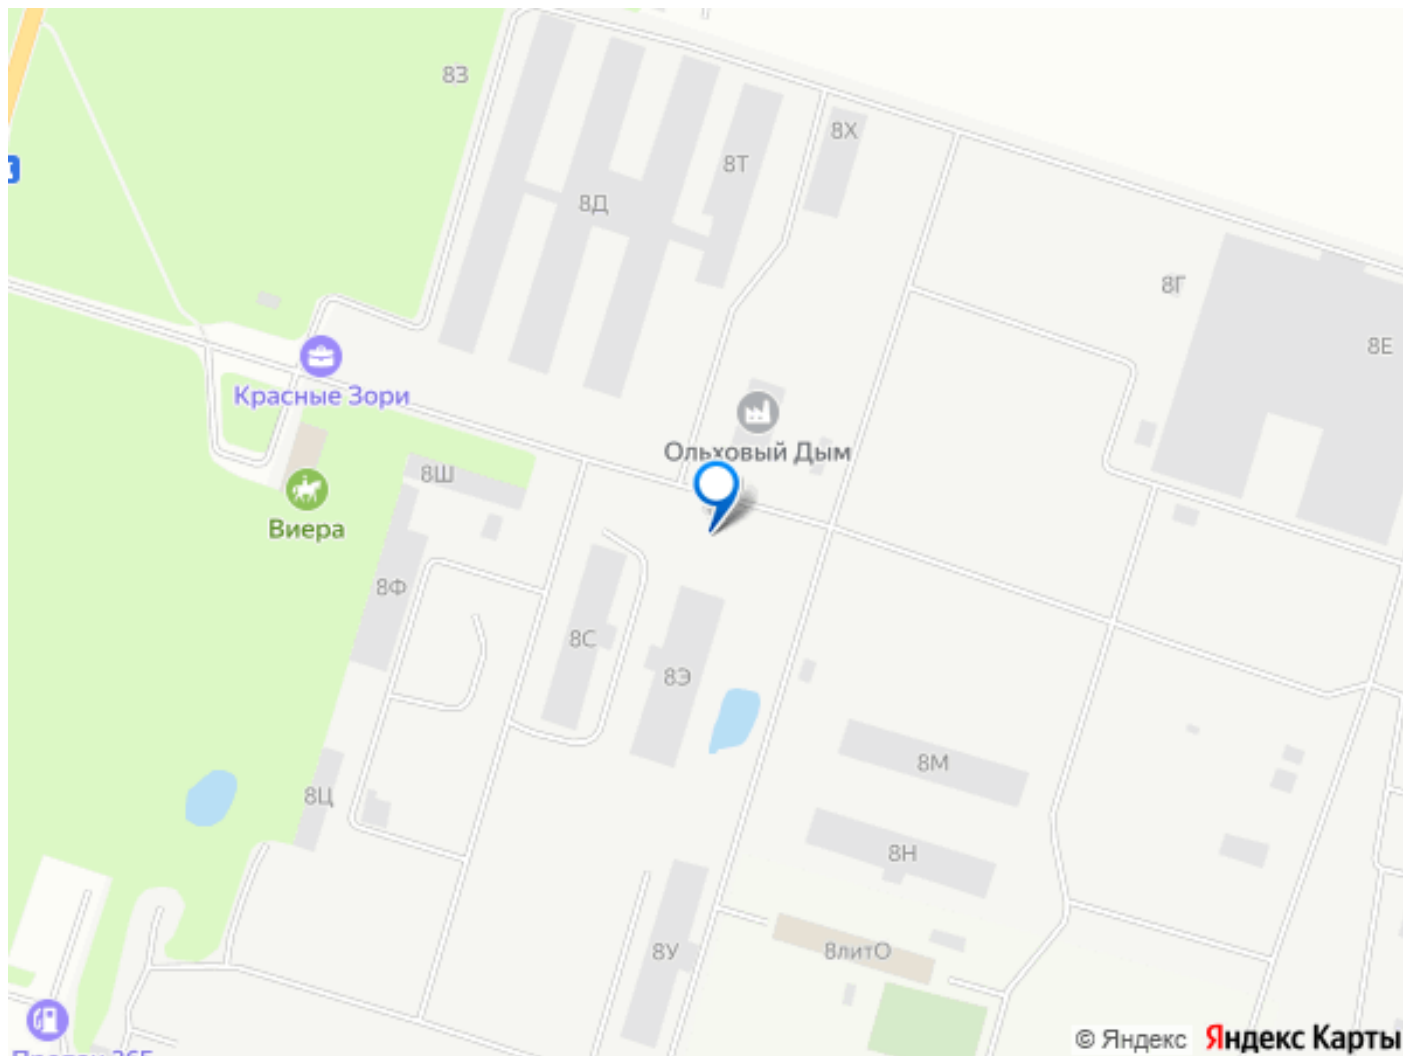 8З
8Х
8Т
8Д
8Г
8Е
Красные Зори
Ольховый Дым
8Ш
Виера
8Ф
8С
8Э
8М
8Ц
8Н
8У
8литО
© Яндекс Яндекс Карты